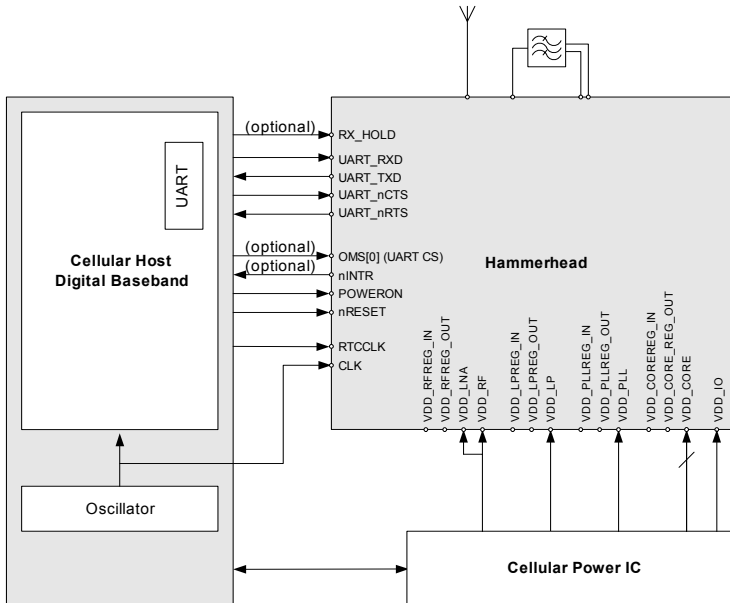 (optional)
RX_HOLD
UART_RXD
UART_TXD
UART_nCTS
UART_nRTS
UART
Cellular Host
Digital Baseband
(optional)
OMS[0] (UART CS)
(optional)
nINTR
POWERON
nRESET
RTCCLK
CLK
Hammerhead
VDD_RFREG_IN
VDD_RFREG_OUT
VDD_LNA
VDD_RF
VDD_LPREG_IN
VDD_LPREG_OUT
VDD_LP
VDD_PLLREG_IN
VDD_PLLREG_OUT
VDD_PLL
VDD_COREREG_IN
VDD_CORE_REG_OUT
VDD_CORE
VDD_IO
Oscillator
Cellular Power IC